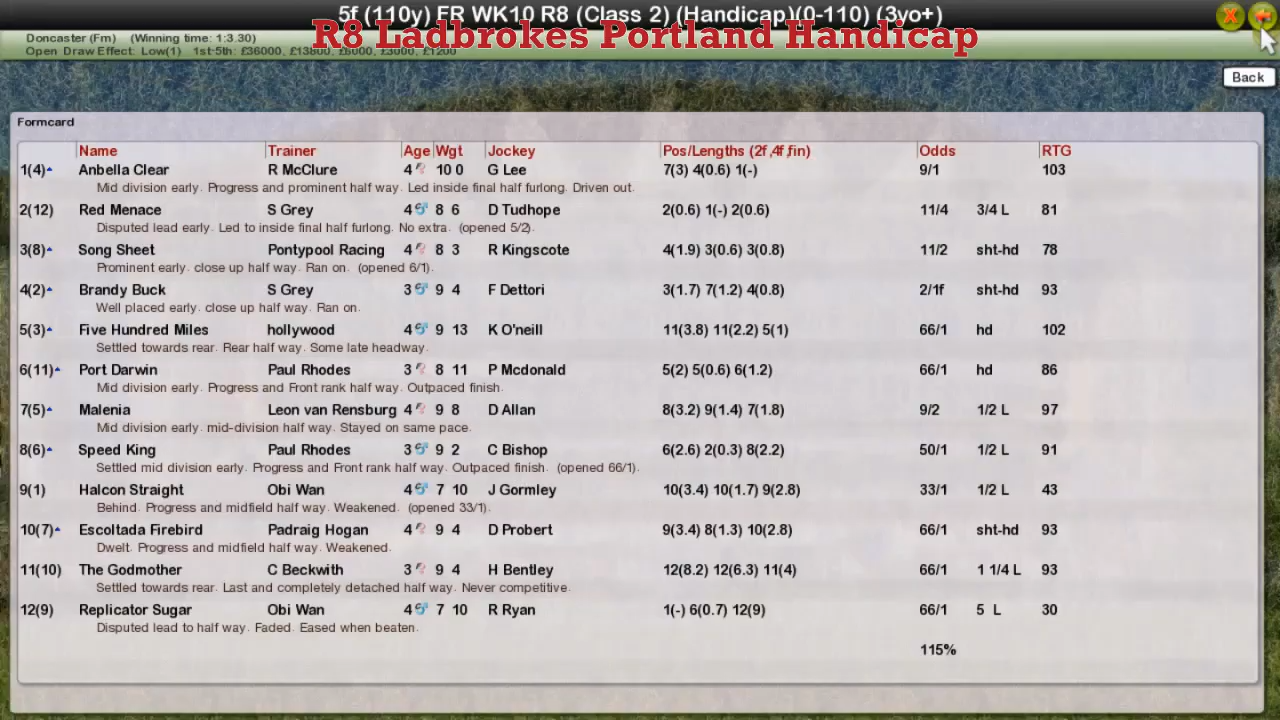 5f (110y) FR WK10 R8 (Class 2) (Handicap)(0-110) (3yo+)
R8 Ladbrokes Portland Handicap
Doncaster (Fm) (Winning time: 1:3.30)
Open Draw Effect: Low(1) 1st-5th: £36000, £13800, £6000, £3000, £1200
Back
Formcard
Name Trainer Age Wgt Jockey Pos/Lengths (2f,4f,fin) Odds RTG
1(4) Anbella Clear R McClure 4 10 0 G Lee 7(3) 4(0.6) 1(-) 9/1 103
Mid division early. Progress and prominent half way. Led inside final half furlong. Driven out.
2(12) Red Menace S Grey 4 8 6 D Tudhope 2(0.6) 1(-) 2(0.6) 11/4 3/4 L 81
Disputed lead early. Led to inside final half furlong. No extra. (opened 5/2).
3(8) Song Sheet Pontypool Racing 4 8 3 R Kingscote 4(1.9) 3(0.6) 3(0.8) 11/2 sht-hd 78
Prominent early. close up half way. Ran on. (opened 6/1).
4(2) Brandy Buck S Grey 3 9 4 F Dettori 3(1.7) 7(1.2) 4(0.8) 2/1f sht-hd 93
Well placed early. close up half way. Ran on.
5(3) Five Hundred Miles hollywood 4 9 13 K O'neill 11(3.8) 11(2.2) 5(1) 66/1 hd 102
Settled towards rear. Rear half way. Some late headway.
6(11) Port Darwin Paul Rhodes 3 8 11 P Mcdonald 5(2) 5(0.6) 6(1.2) 66/1 hd 86
Mid division early. Progress and Front rank half way. Outpaced finish.
7(5) Malenia Leon van Rensburg 4 9 8 D Allan 8(3.2) 9(1.4) 7(1.8) 9/2 1/2 L 97
Mid division early. mid-division half way. Stayed on same pace.
8(6) Speed King Paul Rhodes 3 9 2 C Bishop 6(2.6) 2(0.3) 8(2.2) 50/1 1/2 L 91
Settled mid division early. Progress and Front rank half way. Outpaced finish. (opened 66/1).
9(1) Halcon Straight Obi Wan 4 7 10 J Gormley 10(3.4) 10(1.7) 9(2.8) 33/1 1/2 L 43
Behind. Progress and midfield half way. Weakened. (opened 33/1).
10(7) Escoltada Firebird Padraig Hogan 4 9 4 D Probert 9(3.4) 8(1.3) 10(2.8) 66/1 sht-hd 93
Dwelt. Progress and midfield half way. Weakened.
11(10) The Godmother C Beckwith 3 9 4 H Bentley 12(8.2) 12(6.3) 11(4) 66/1 1 1/4 L 93
Settled towards rear. Last and completely detached half way. Never competitive.
12(9) Replicator Sugar Obi Wan 4 7 10 R Ryan 1(-) 6(0.7) 12(9) 66/1 5 L 30
Disputed lead to half way. Faded. Eased when beaten.
115%